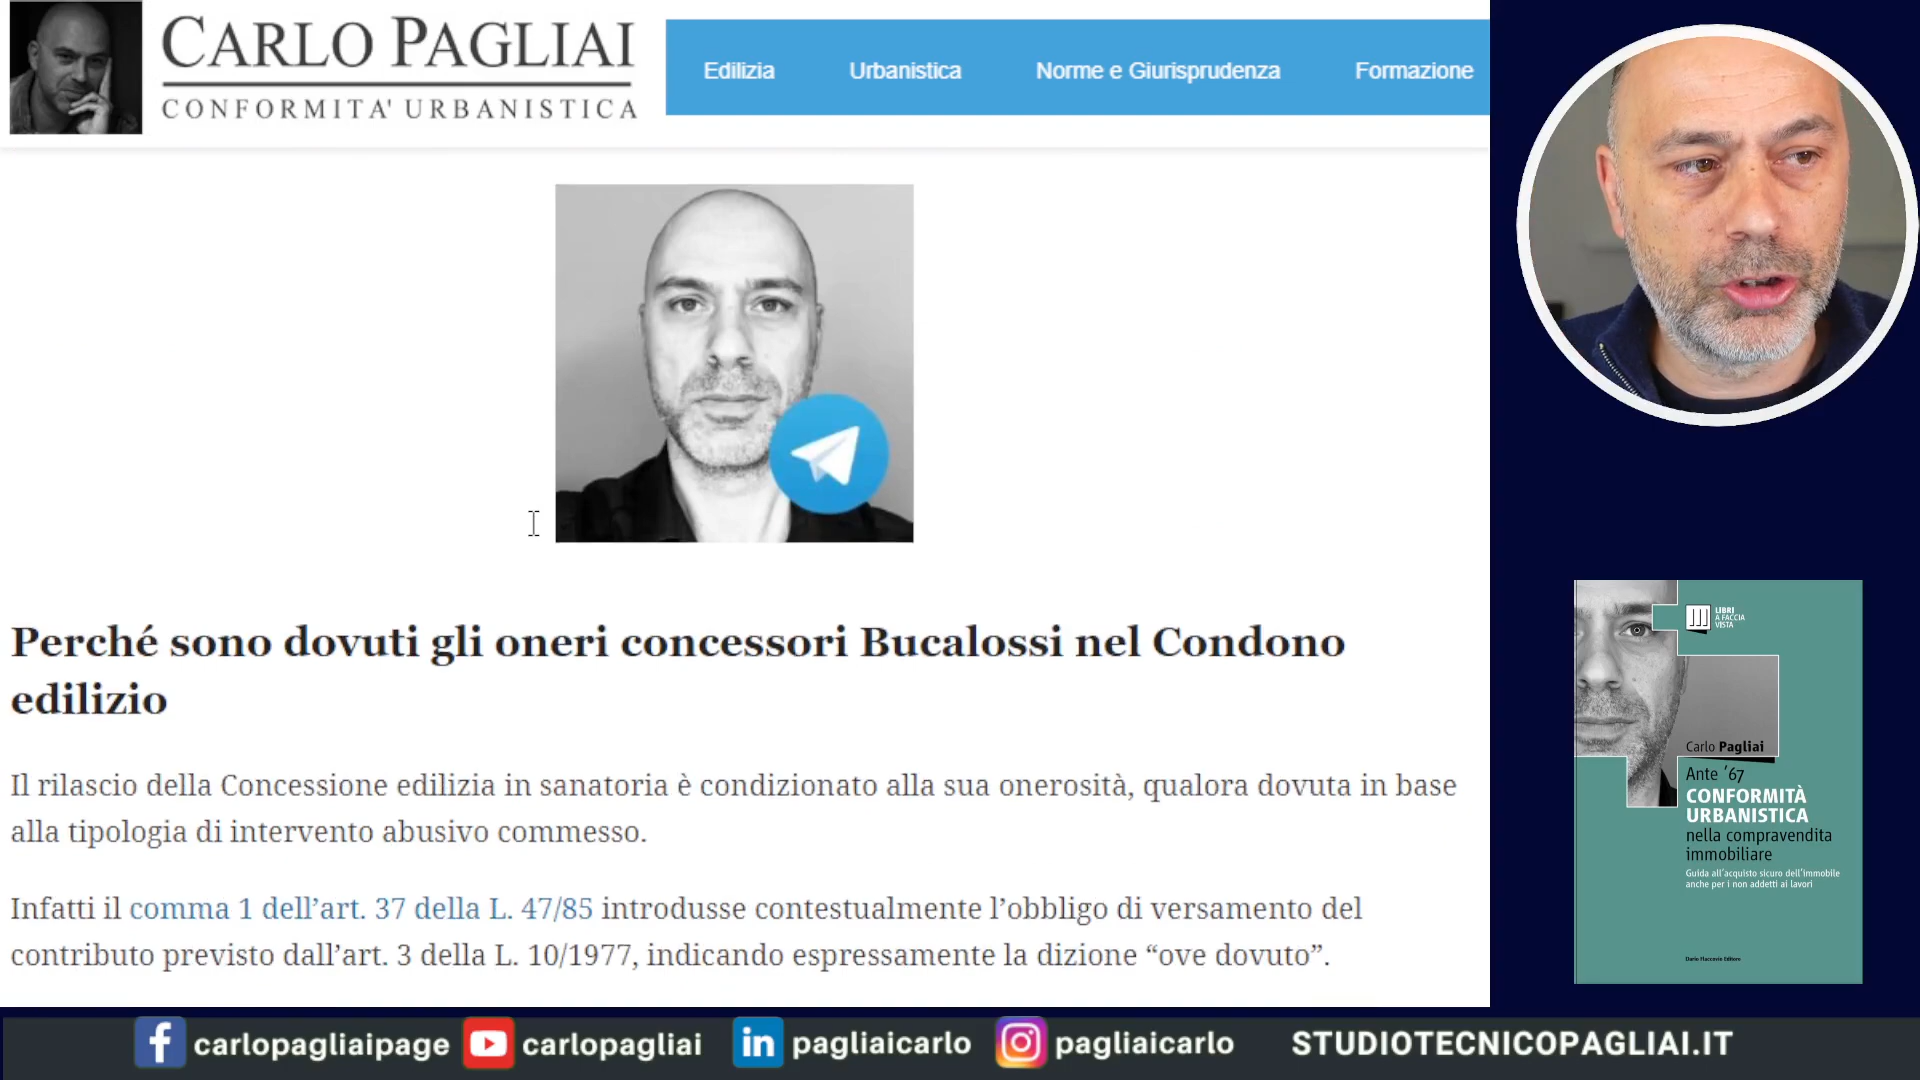 CARLO PAGLIAI
CONFORMITA' URBANISTICA
Edilizia Urbanistica Norme e Giurisprudenza Formazione
Perché sono dovuti gli oneri concessori Bucalossi nel Condono
edilizio
Il rilascio della Concessione edilizia in sanatoria è condizionato alla sua onerosità, qualora dovuta in base
alla tipologia di intervento abusivo commesso.
Infatti il comma 1 dell’art. 37 della L. 47/85 introdusse contestualmente l’obbligo di versamento del
contributo previsto dall’art. 3 della L. 10/1977, indicando espressamente la dizione “ove dovuto”.
LIBRI
A FACCIA
VISTA
Carlo Pagliai
Ante ’67
CONFORMITÀ
URBANISTICA
nella compravendita
immobiliare
Guida all’acquisto sicuro dell’immobile
anche per i non addetti ai lavori
Dario Flaccovio Editore
carlopagliaipage carlopagliai pagliaicarlo pagliaicarlo STUDIOTECNICOPAGLIAI.IT